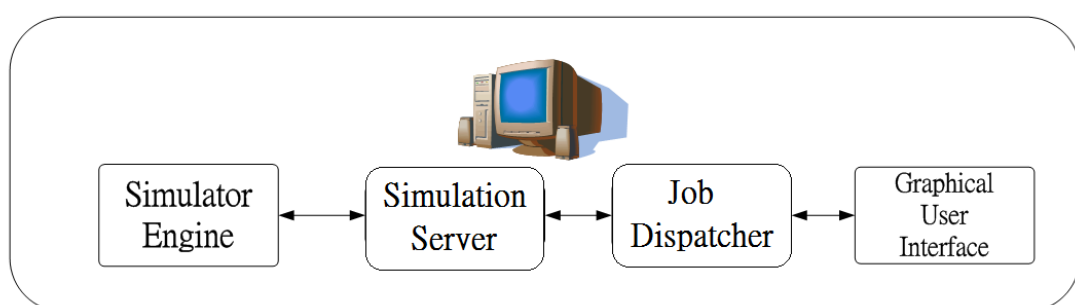 Simulator
Engine
Simulation
Server
Job
Dispatcher
Graphical
User
Interface